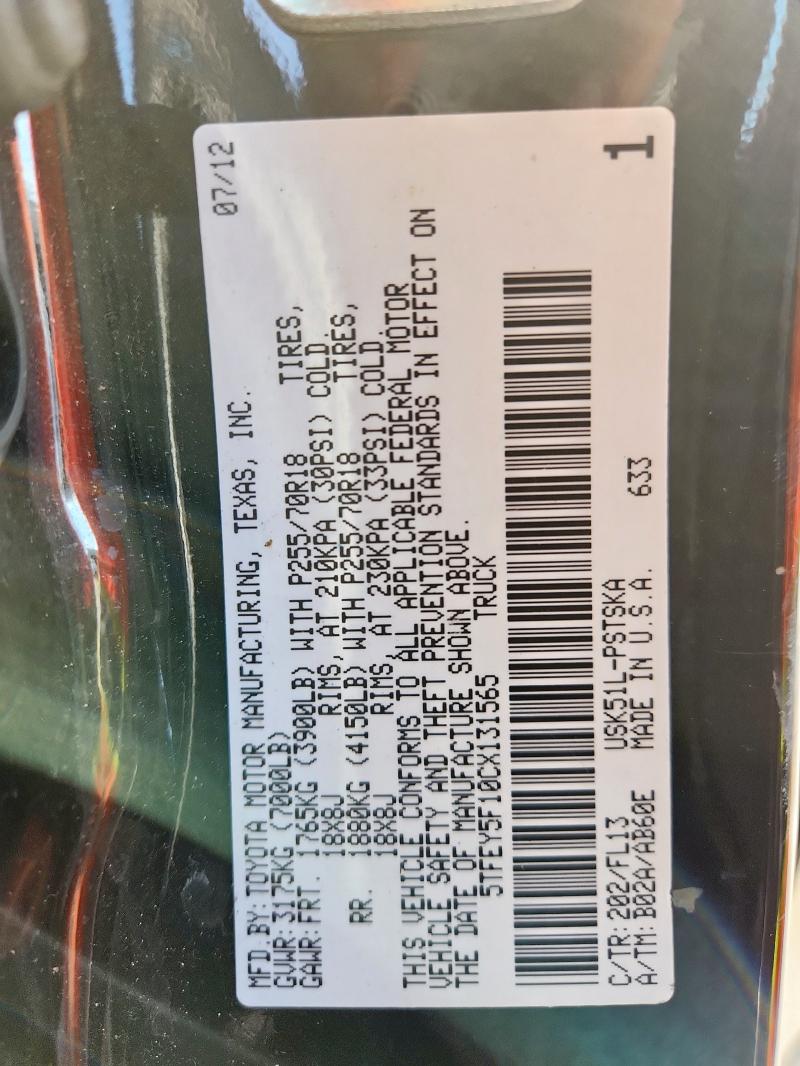 07/12
MFD.BY: TOYOTA MOTOR MANUFACTURING, TEXAS, INC.
GVWR: 3175KG (7000LB)
GAWR: FRT. 1765KG (3900LB) WITH P255/70R18 TIRES,
18X8J RIMS, AT 210KPA (30PSI) COLD.
RR. 1880KG (4150LB) WITH P255/70R18 TIRES,
18X8J RIMS, AT 230KPA (33PSI) COLD.
THIS VEHICLE CONFORMS TO ALL APPLICABLE FEDERAL MOTOR
VEHICLE SAFETY AND THEFT PREVENTION STANDARDS IN EFFECT ON
THE DATE OF MANUFACTURE SHOWN ABOVE.
5TFEY5F10CX131565 TRUCK
C/TR: 202/FL13 USK51L-PSTSKA 633
A/TM: B02A/AB60E MADE IN U.S.A.
1